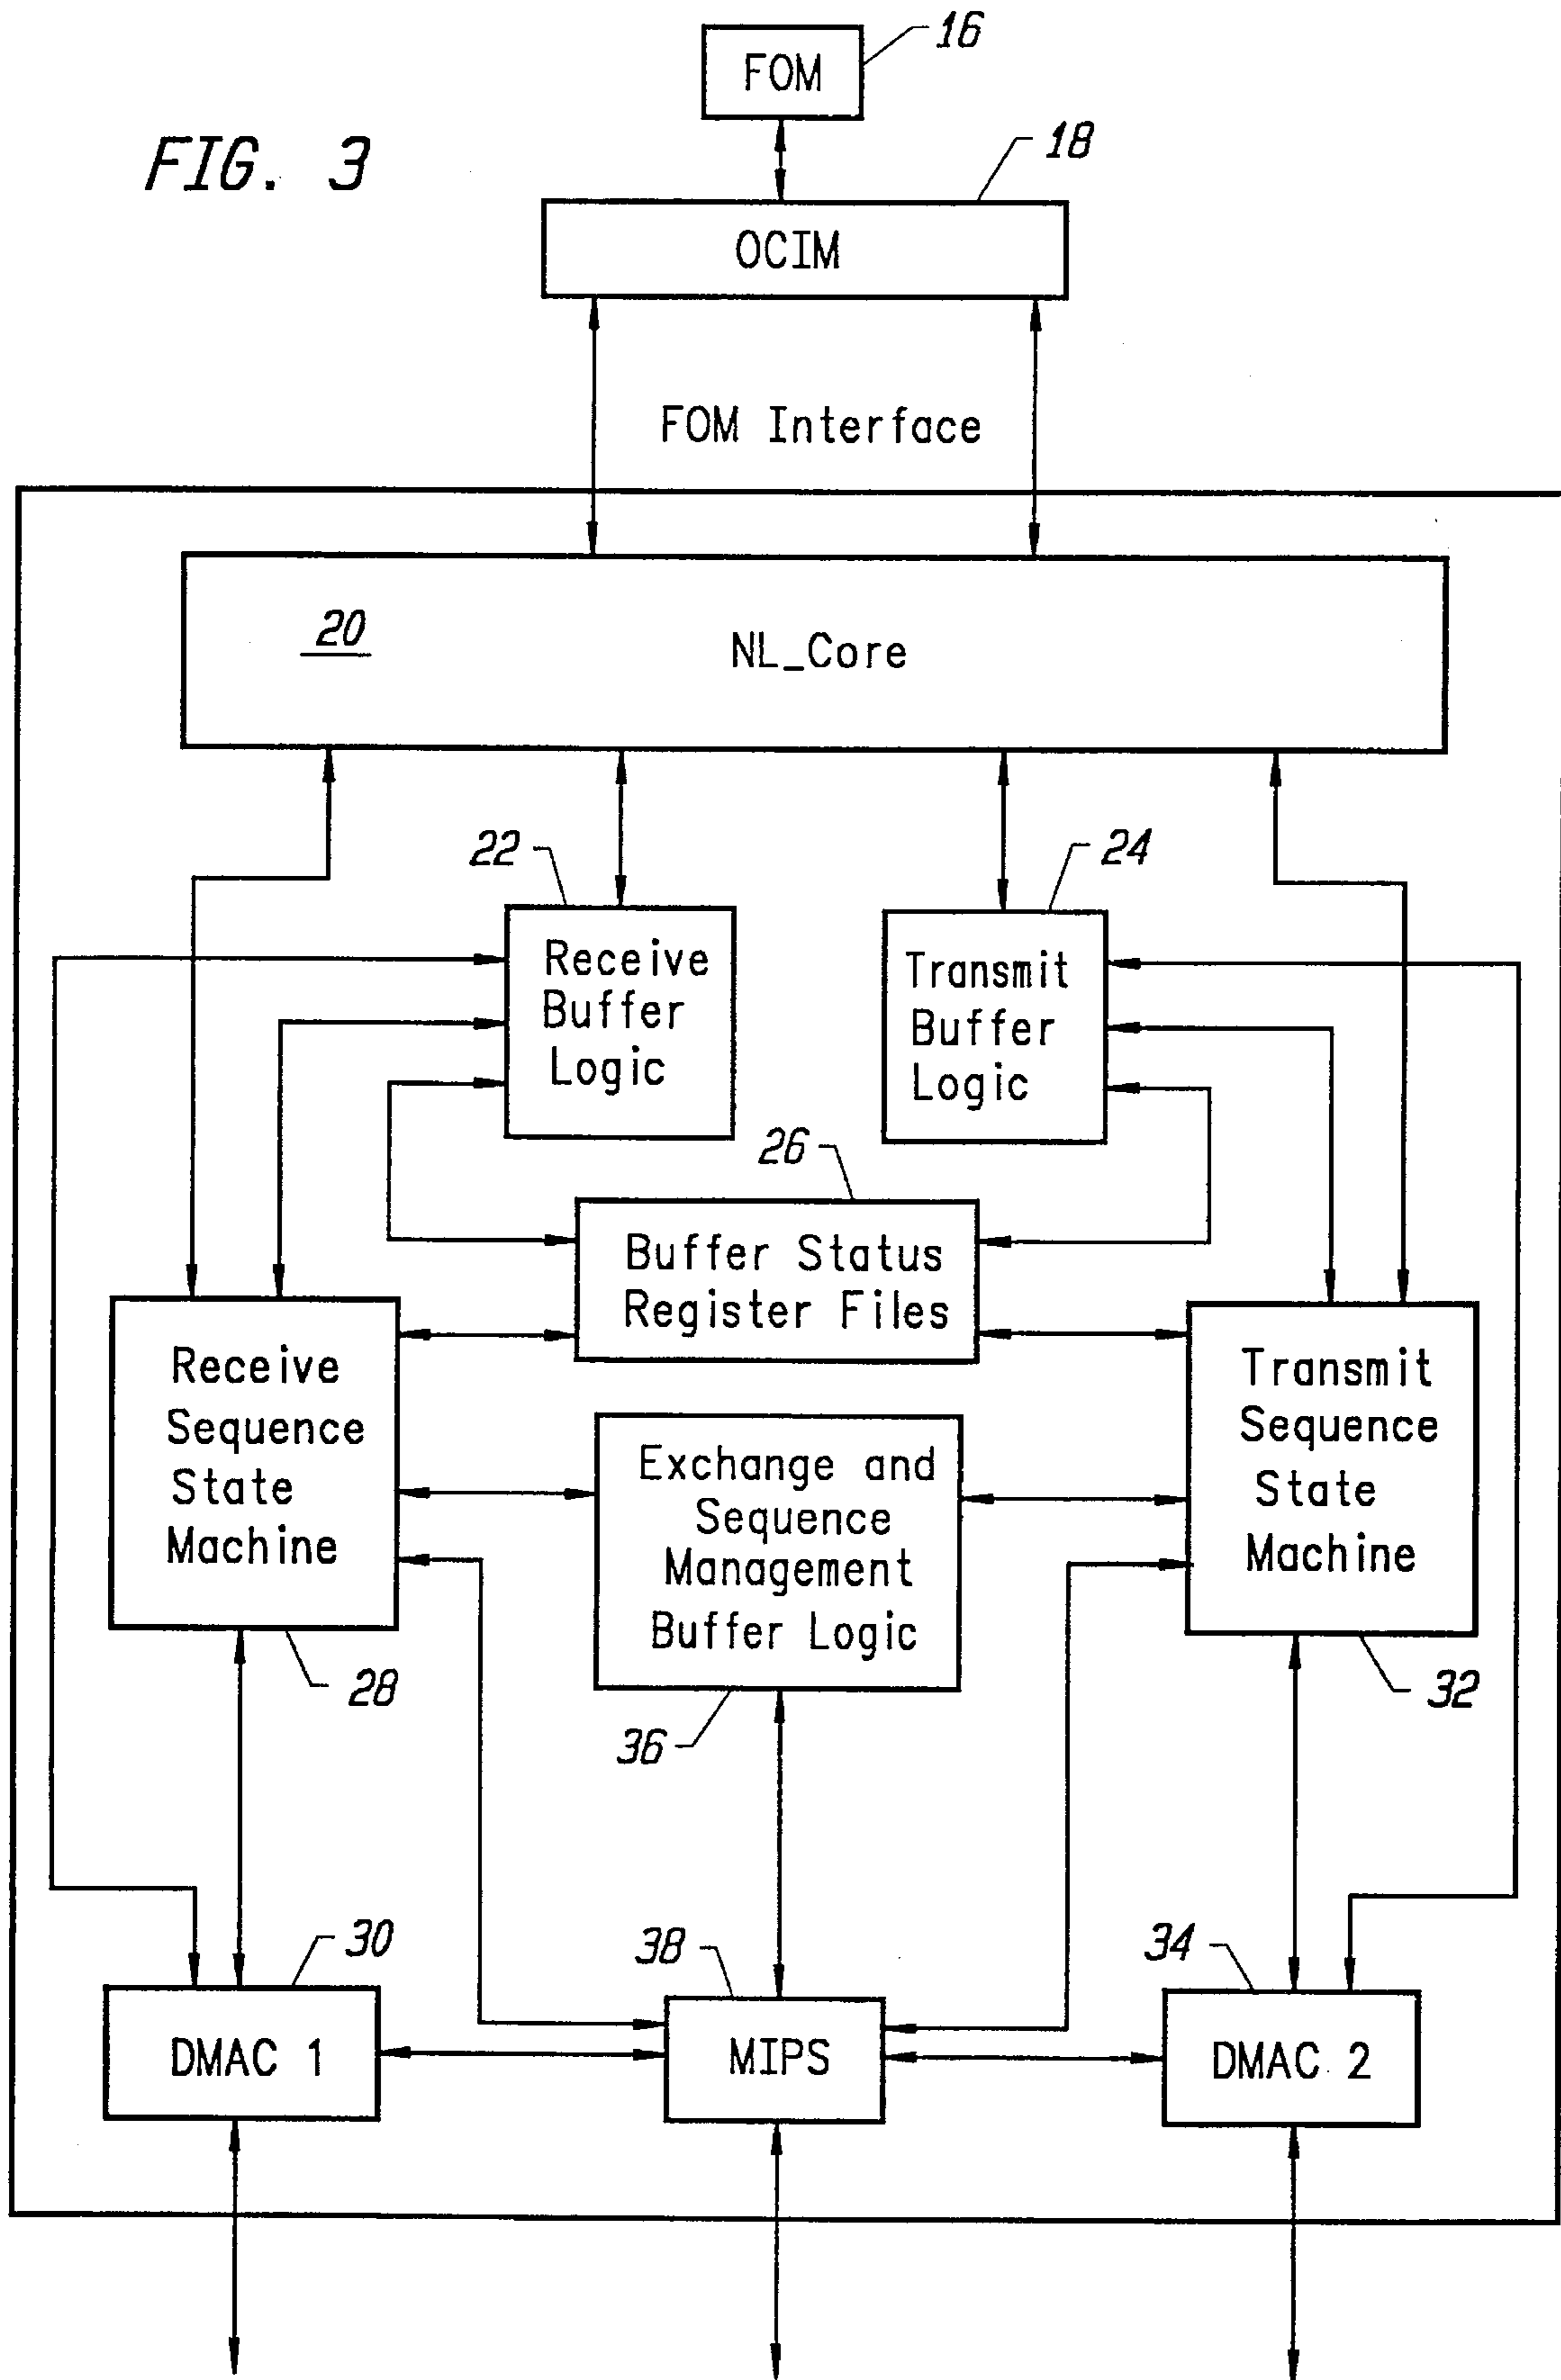 16
FOM
FIG. 3
18
OCIM
FOM Interface
20
NL_Core
22
24
Receive
Buffer
Logic
Transmit
Buffer
Logic
26
Buffer Status
Register Files
Receive
Sequence
State
Machine
Transmit
Sequence
State
Machine
Exchange and
Sequence
Management
Buffer Logic
28
32
36
30
38
34
DMAC 1
MIPS
DMAC 2